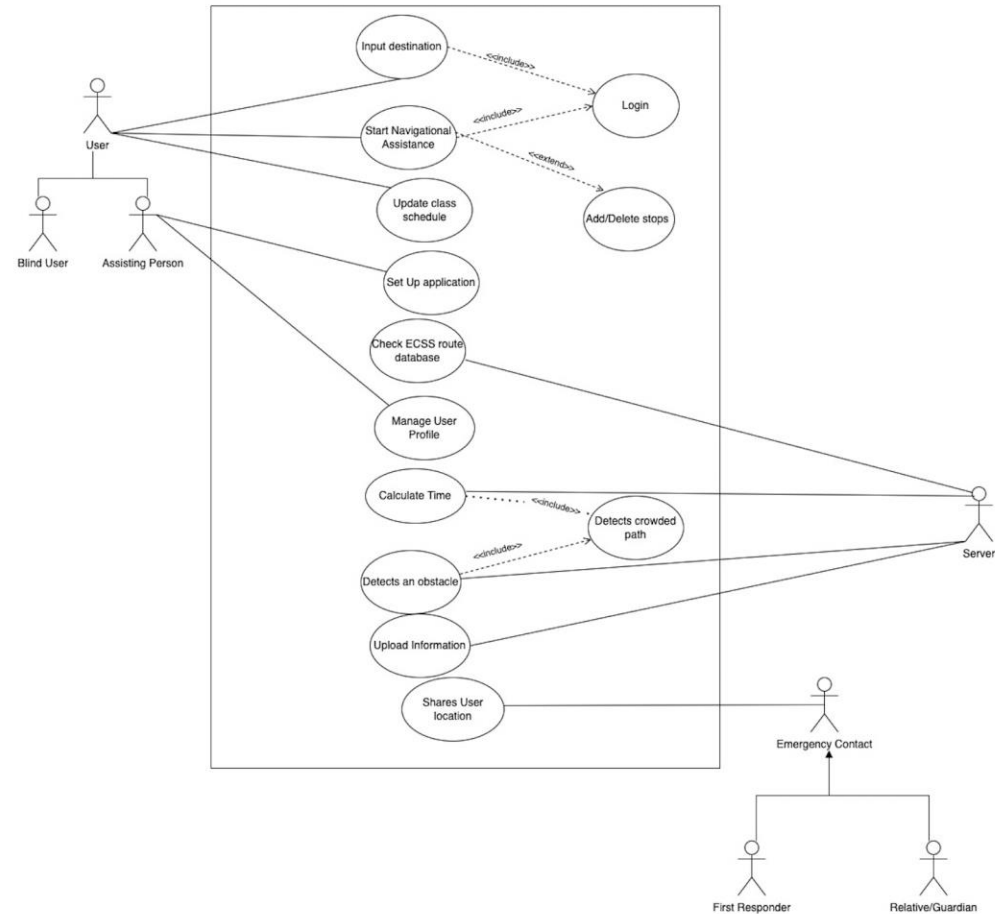 Input destination
<<include>>
Login
User
Start Navigational
Assistance
<<include>>
<<extend>>
Update class
schedule
Add/Delete stops
Blind User
Assisting Person
Set Up application
Check ECSS route
database
Manage User
Profile
Calculate Time
<<include>>
Detects crowded
path
Server
<<include>>
Detects an obstacle
Upload Information
Shares User
location
Emergency Contact
First Responder
Relative/Guardian